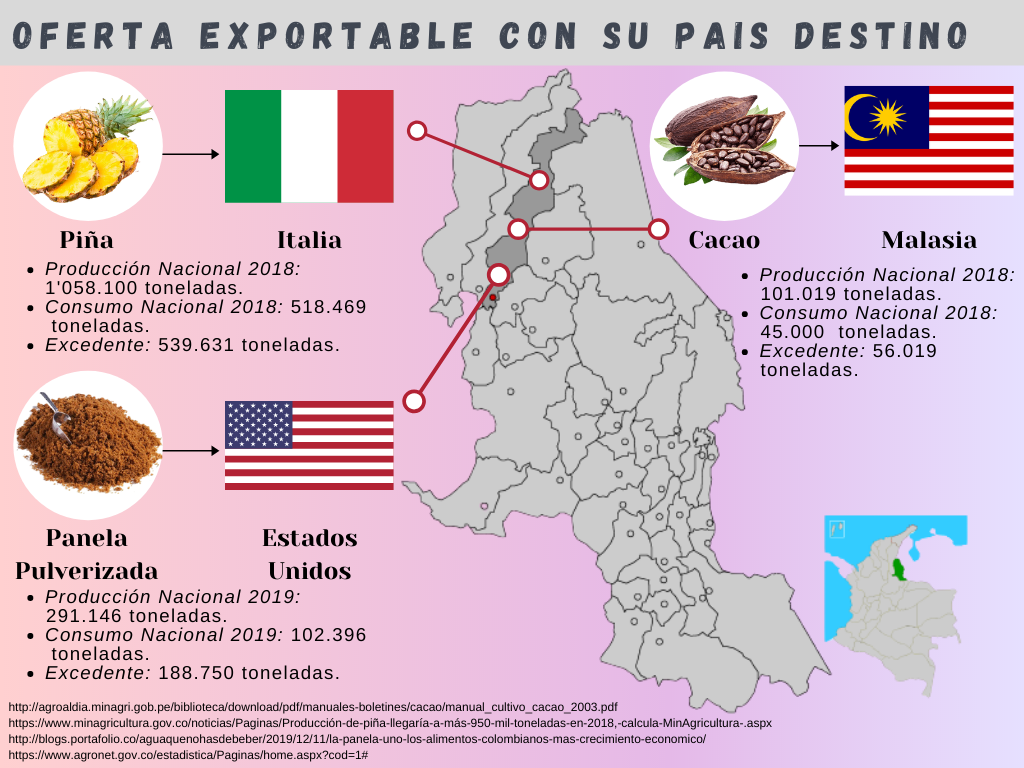 OFERTA EXPORTABLE CON SU PAIS DESTINO
Piña
Italia
• Producción Nacional 2018:
1'058.100 toneladas.
• Consumo Nacional 2018: 518.469
toneladas.
• Excedente: 539.631 toneladas.
Cacao
Malasia
• Producción Nacional 2018:
101.019 toneladas.
• Consumo Nacional 2018:
45.000 toneladas.
• Excedente: 56.019
toneladas.
Panela
Pulverizada
Estados
Unidos
• Producción Nacional 2019:
291.146 toneladas.
• Consumo Nacional 2019: 102.396
toneladas.
• Excedente: 188.750 toneladas.
http://agroaldia.minagri.gob.pe/biblioteca/download/pdf/manuales-boletines/cacao/manual_cultivo_cacao_2003.pdf
https://www.minagricultura.gov.co/noticias/Paginas/Producción-de-piña-llegaría-a-más-950-mil-toneladas-en-2018,-calcula-MinAgricultura-.aspx
http://blogs.portafolio.co/aguaquenohasdebeber/2019/12/11/la-panela-uno-los-alimentos-colombianos-mas-crecimiento-economico/
https://www.agronet.gov.co/estadistica/Paginas/home.aspx?cod=1#